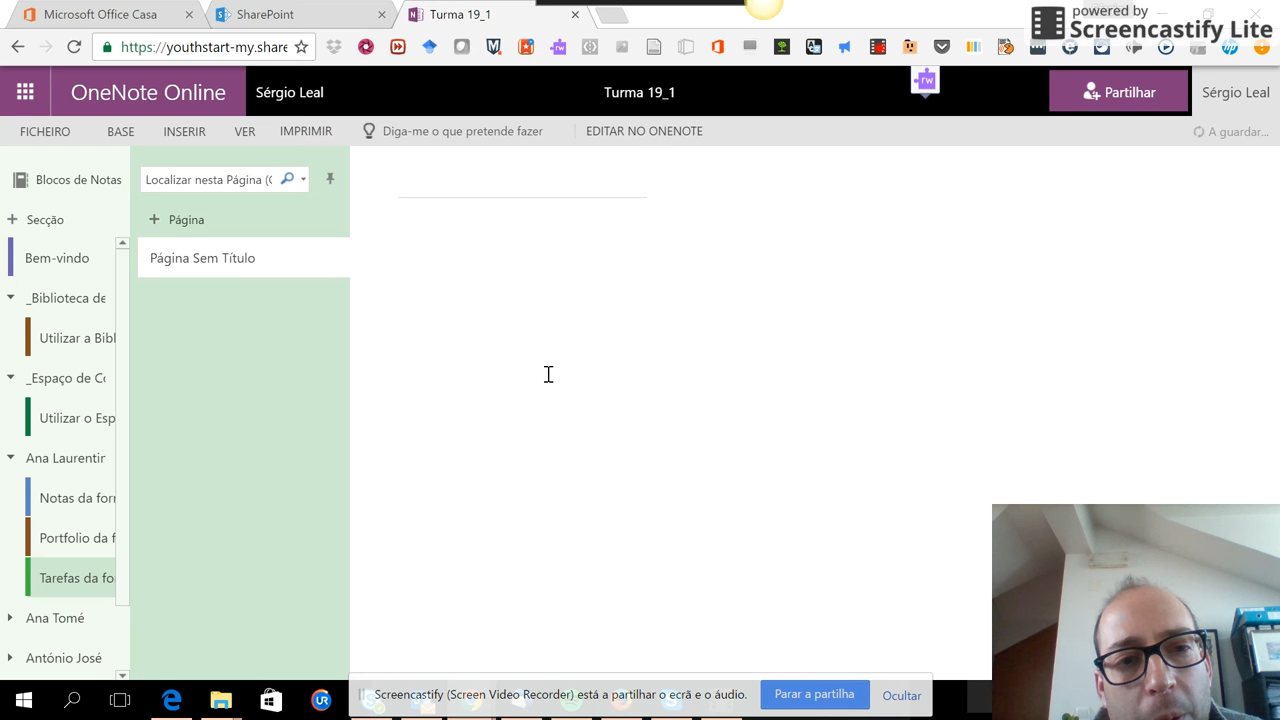 Microsoft Office Casa
SharePoint
Turma 19_1
powered by
Screencastify Lite
https://youthstart-my.share
OneNote Online
Sérgio Leal
Turma 19_1
rw
Partilhar
Sérgio Leal
FICHEIRO
BASE
INSERIR
VER
IMPRIMIR
Diga-me o que pretende fazer
EDITAR NO ONENOTE
A guardar...
Blocos de Notas
Localizar nesta Página (C
Secção
Página
Bem-vindo
Página Sem Título
_Biblioteca de
Utilizar a Bibl
_Espaço de Co
Utilizar o Esp
Ana Laurentin
Notas da forr
Portfolio da f
Tarefas da fo
Ana Tomé
António José
Screencastify (Screen Video Recorder) está a partilhar o ecrã e o áudio.
Parar a partilha
Ocultar
UR